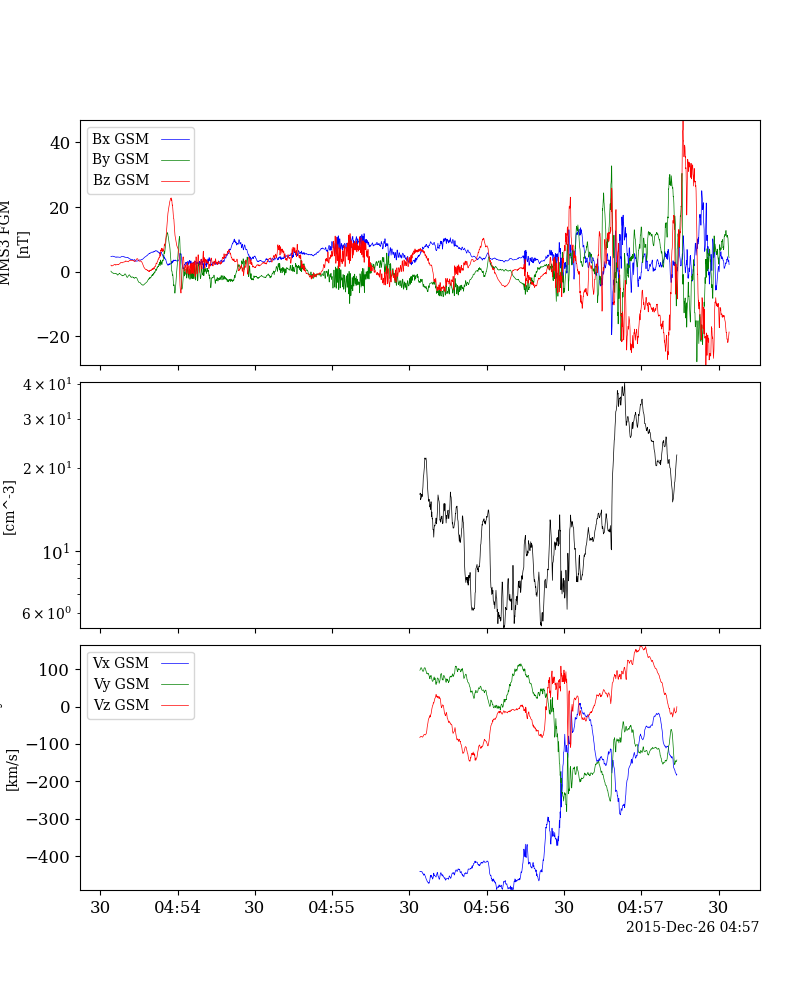 MMS3 FGM
[nT]
Bx GSM
By GSM
Bz GSM
40
20
0
−20
[cm^-3]
4 × 10¹
3 × 10¹
2 × 10¹
10¹
6 × 10⁰
[km/s]
Vx GSM
Vy GSM
Vz GSM
100
0
−100
−200
−300
−400
30 04:54 30 04:55 30 04:56 30 04:57 30
2015-Dec-26 04:57